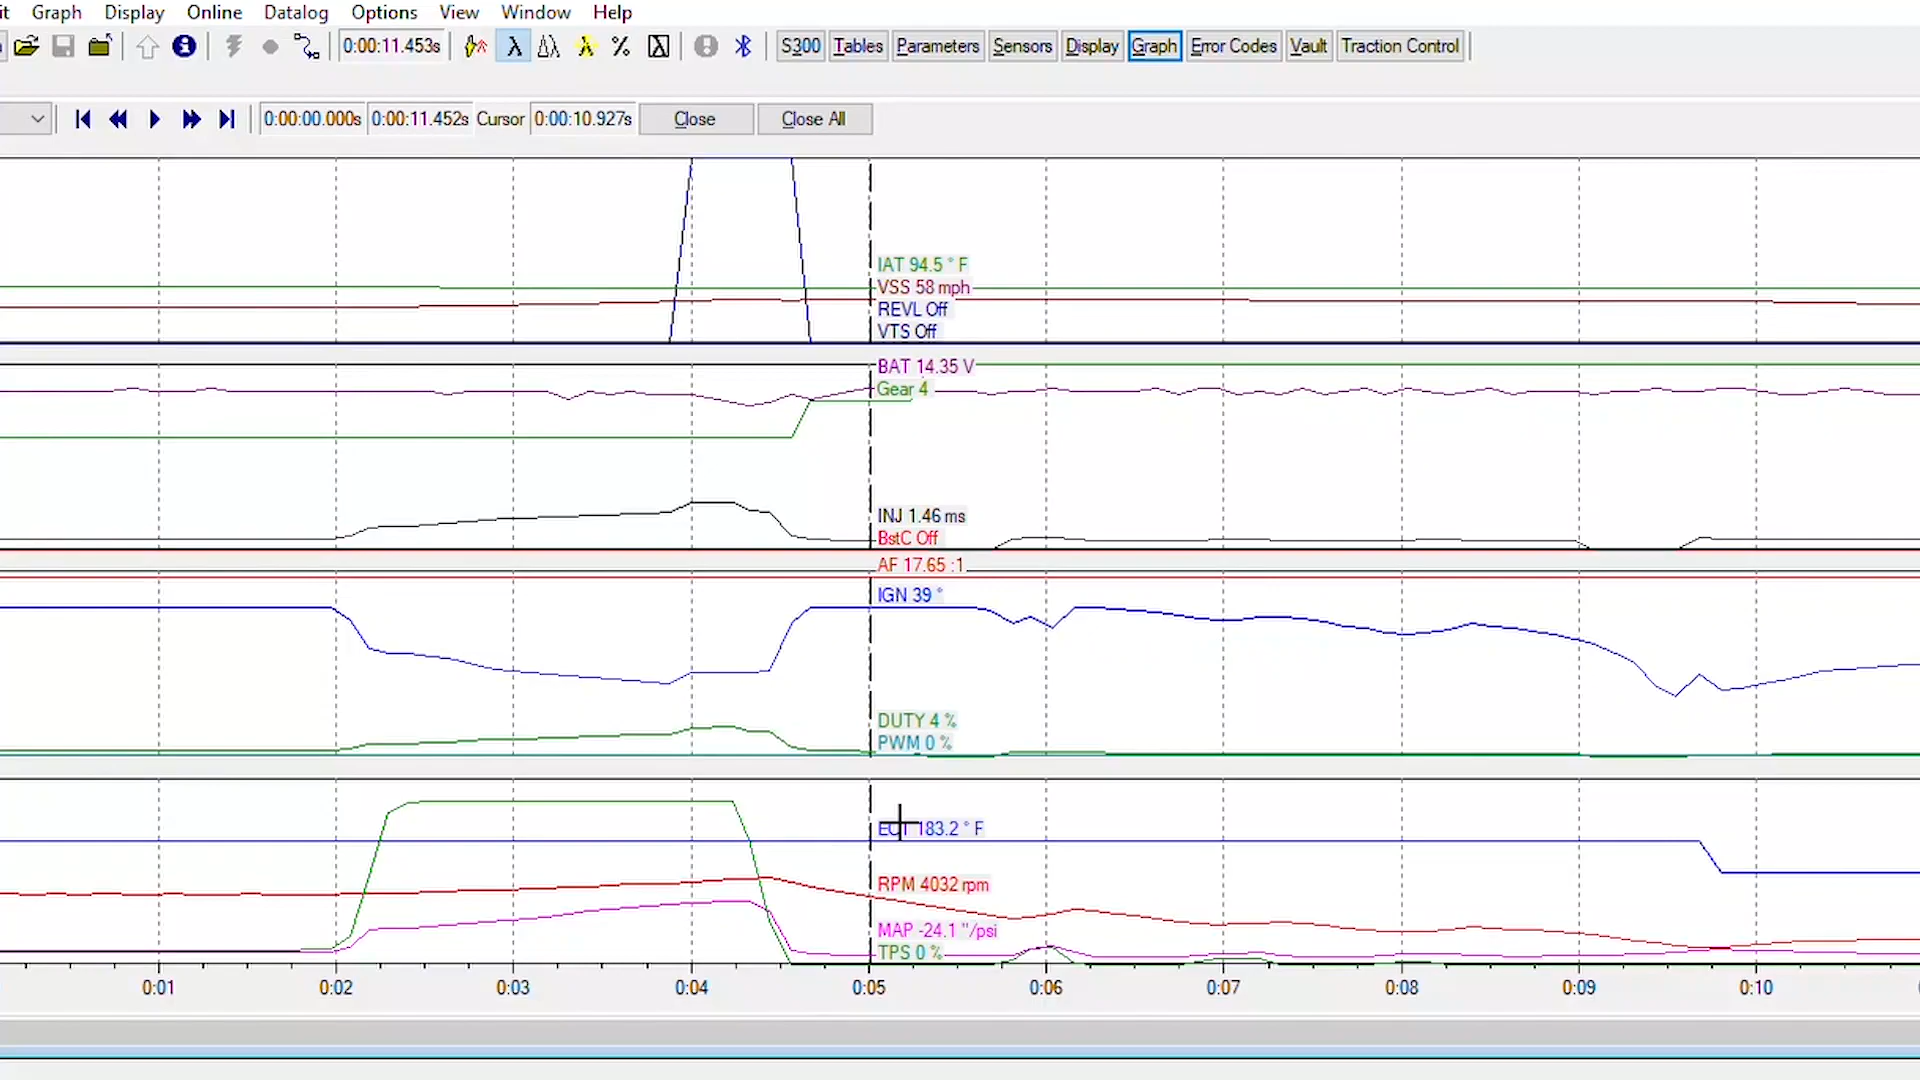 it Graph Display Online Datalog Options View Window Help
0:00:11.453s λ % S300 Tables Parameters Sensors Display Graph Error Codes Vault Traction Control
0:00:00.000s 0:00:11.452s Cursor 0:00:10.927s Close Close All
IAT 94.5 ° F
VSS 58 mph
REVL Off
VTS Off
BAT 14.35 V
Gear 4
INJ 1.46 ms
BstC Off
AF 17.65 :1
IGN 39 °
DUTY 4 %
PWM 0 %
ECT 183.2 ° F
RPM 4032 rpm
MAP -24.1 "/psi
TPS 0 %
0:01 0:02 0:03 0:04 0:05 0:06 0:07 0:08 0:09 0:10